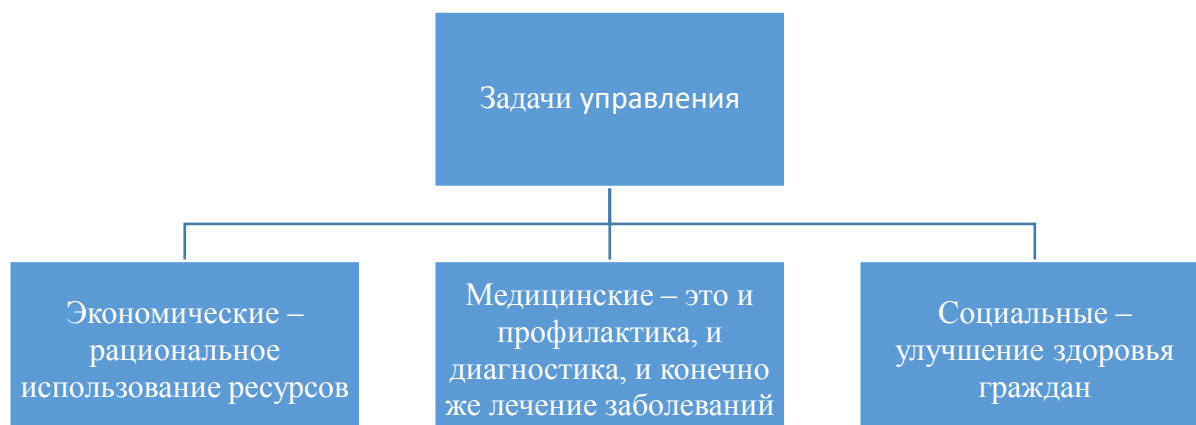 Задачи управления
Экономические –
рациональное
использование ресурсов
Медицинские – это и
профилактика, и
диагностика, и конечно
же лечение заболеваний
Социальные –
улучшение здоровья
граждан